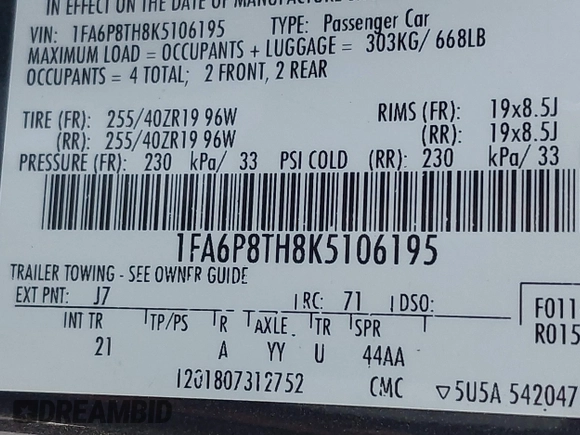 IN EFFECT ON THE DATE OF MANUFACTURE
VIN: 1FA6P8TH8K5106195 TYPE: Passenger Car
MAXIMUM LOAD = OCCUPANTS + LUGGAGE = 303KG/ 668LB
OCCUPANTS = 4 TOTAL; 2 FRONT, 2 REAR
TIRE (FR): 255/40ZR19 96W RIMS (FR): 19x8.5J
(RR): 255/40ZR19 96W (RR): 19x8.5J
PRESSURE (FR): 230 kPa/ 33 PSI COLD (RR): 230 kPa/ 33
1FA6P8TH8K5106195
TRAILER TOWING - SEE OWNER GUIDE
EXT PNT: J7 RC: 71 DSO:
F011
INT TR TP/PS R AXLE TR SPR
R015
21 A YY U 44AA
1201807312752 CMC ▽5U5A 542047
DREAMBID